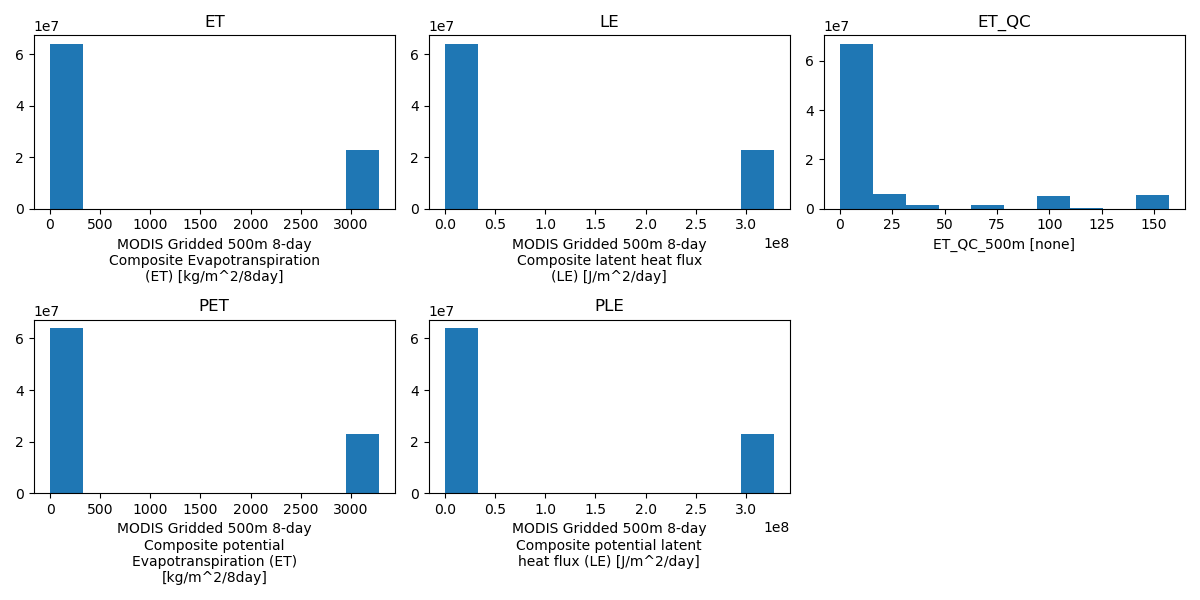 ET
1e7
6
4
2
0
0 500 1000 1500 2000 2500 3000
MODIS Gridded 500m 8-day
Composite Evapotranspiration
(ET) [kg/m^2/8day]
LE
1e7
6
4
2
0
0.0 0.5 1.0 1.5 2.0 2.5 3.0
1e8
MODIS Gridded 500m 8-day
Composite latent heat flux
(LE) [J/m^2/day]
ET_QC
1e7
6
4
2
0
0 25 50 75 100 125 150
ET_QC_500m [none]
PET
1e7
6
4
2
0
0 500 1000 1500 2000 2500 3000
MODIS Gridded 500m 8-day
Composite potential
Evapotranspiration (ET)
[kg/m^2/8day]
PLE
1e7
6
4
2
0
0.0 0.5 1.0 1.5 2.0 2.5 3.0
1e8
MODIS Gridded 500m 8-day
Composite potential latent
heat flux (LE) [J/m^2/day]